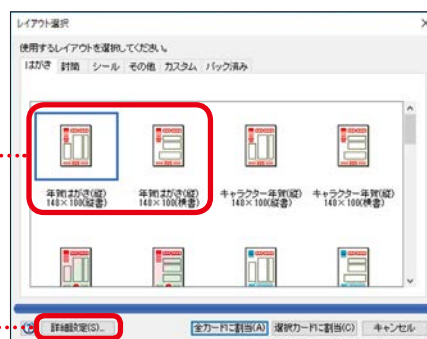 レイアウト選択
使用するレイアウトを選択してください。
はがき 封筒 シール その他 カスタム パック済み
年賀はがき(縦) 年賀はがき(縦) キャラクター年賀(縦) キャラクター年賀(縦)
148×100(縦書) 148×100(横書) 148×100(縦書) 148×100(横書)
詳細設定(S)... 全カードに割当(A) 選択カードに割当(C) キャンセル